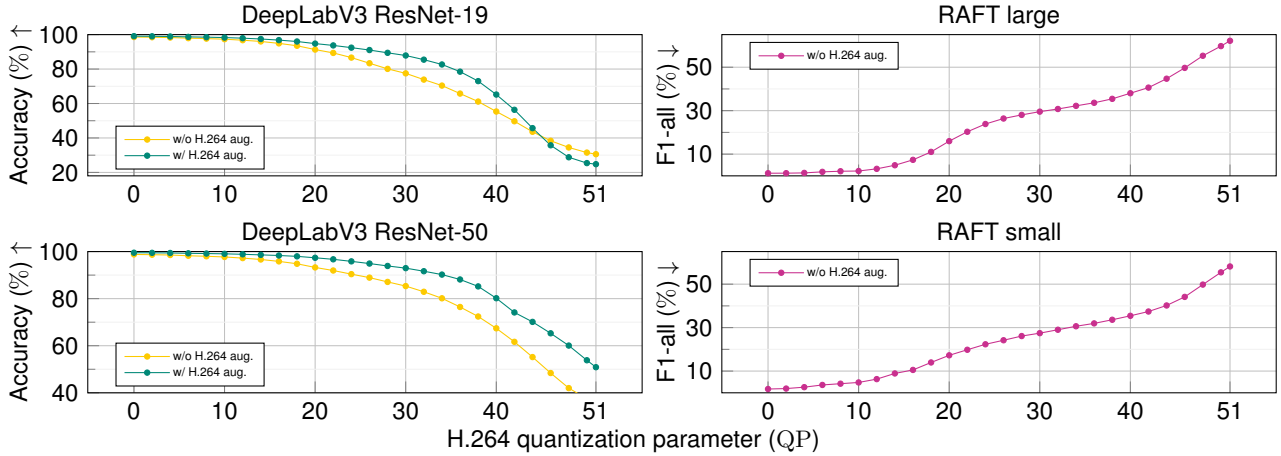 DeepLabV3 ResNet-19
Accuracy (%) ↑
100
80
60
40
20
w/o H.264 aug.
w/ H.264 aug.
0 10 20 30 40 51
RAFT large
F1-all (%) ↓
50
30
10
w/o H.264 aug.
0 10 20 30 40 51
DeepLabV3 ResNet-50
Accuracy (%) ↑
100
80
60
40
w/o H.264 aug.
w/ H.264 aug.
0 10 20 30 40 51
RAFT small
F1-all (%) ↓
50
30
10
w/o H.264 aug.
0 10 20 30 40 51
H.264 quantization parameter (QP)